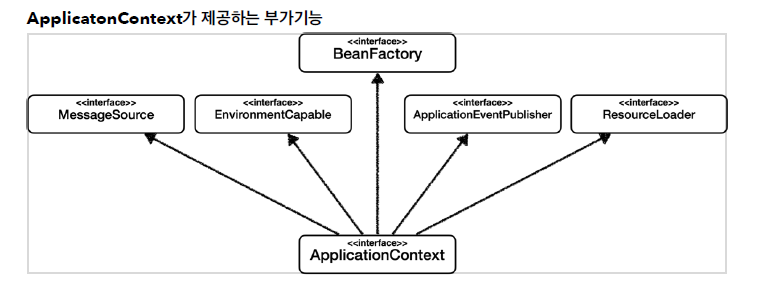 ApplicatonContext가 제공하는 부가기능
<<interface>>
BeanFactory
<<interface>>
MessageSource
<<interface>>
EnvironmentCapable
<<interface>>
ApplicationEventPublisher
<<interface>>
ResourceLoader
<<interface>>
ApplicationContext